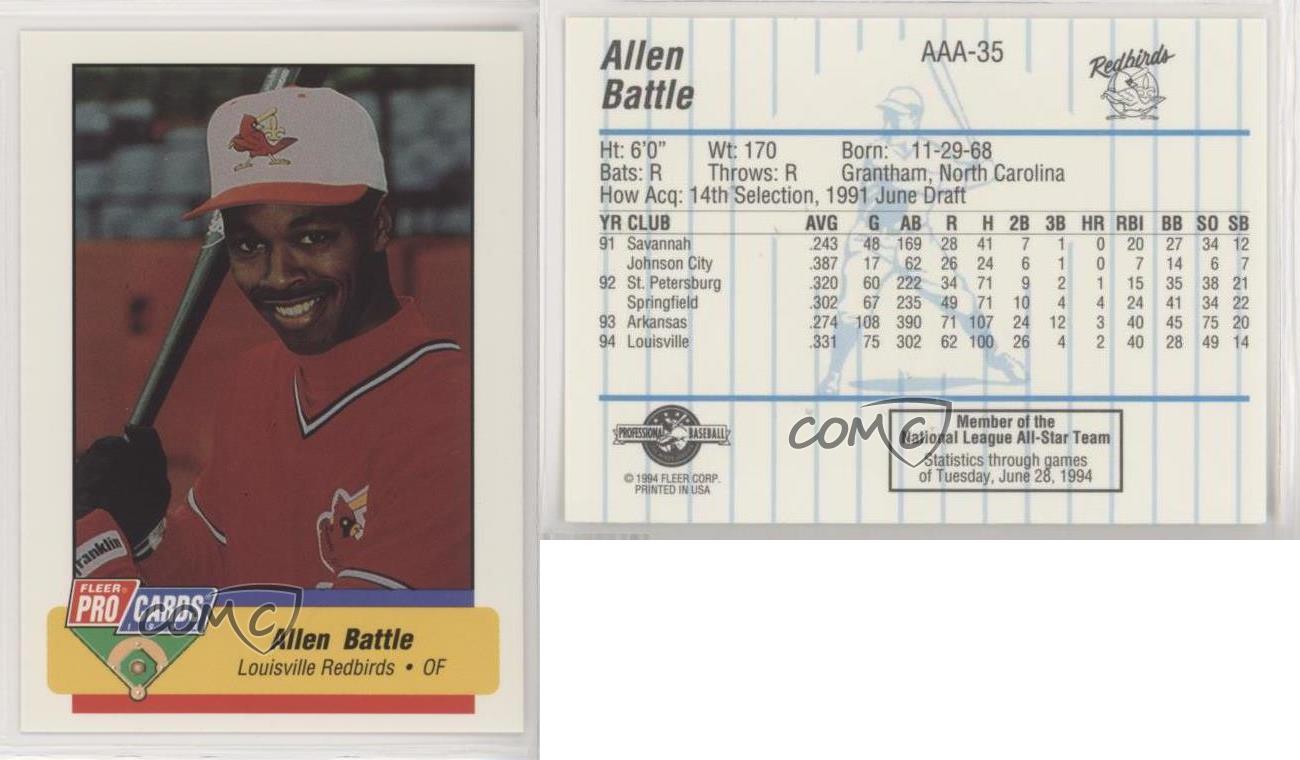 franklin
FLEER®
PRO CARDS
Allen Battle
Louisville Redbirds • OF
COMC
Allen
Battle
AAA-35
Redbirds
Ht: 6'0" Wt: 170 Born: 11-29-68
Bats: R Throws: R Grantham, North Carolina
How Acq: 14th Selection, 1991 June Draft
YR CLUB AVG G AB R H 2B 3B HR RBI BB SO SB
91 Savannah .243 48 169 28 41 7 1 0 20 27 34 12
Johnson City .387 17 62 26 24 6 1 0 7 14 6 7
92 St. Petersburg .320 60 222 34 71 9 2 1 15 35 38 21
Springfield .302 67 235 49 71 10 4 4 24 41 34 22
93 Arkansas .274 108 390 71 107 24 12 3 40 45 75 20
94 Louisville .331 75 302 62 100 26 4 2 40 28 49 14
PROFESSIONAL BASEBALL
© 1994 FLEER CORP.
PRINTED IN USA
COMC
Member of the
National League All-Star Team
Statistics through games
of Tuesday, June 28, 1994